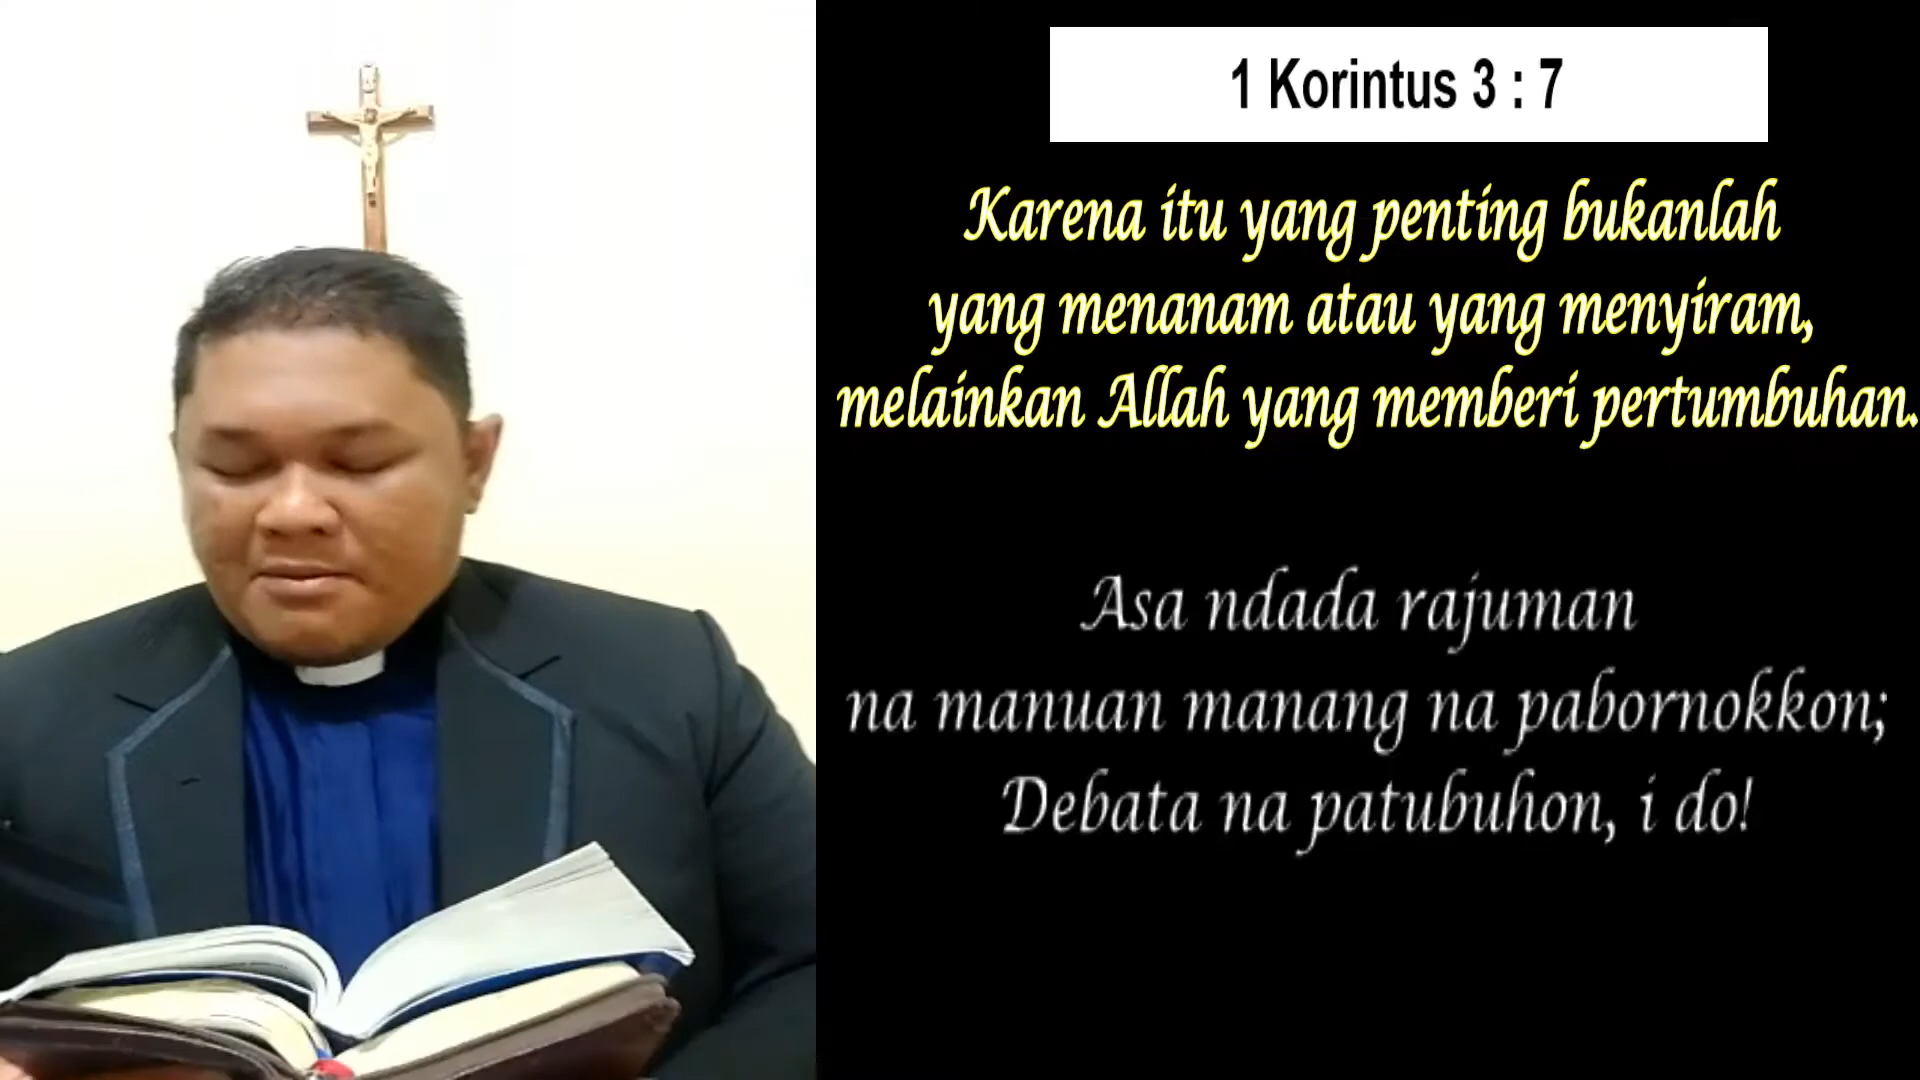 1 Korintus 3 : 7
Karena itu yang penting bukanlah
yang menanam atau yang menyiram,
melainkan Allah yang memberi pertumbuhan.
Asa ndada rajuman
na manuan manang na pabornokkon;
Debata na patubuhon, i do!